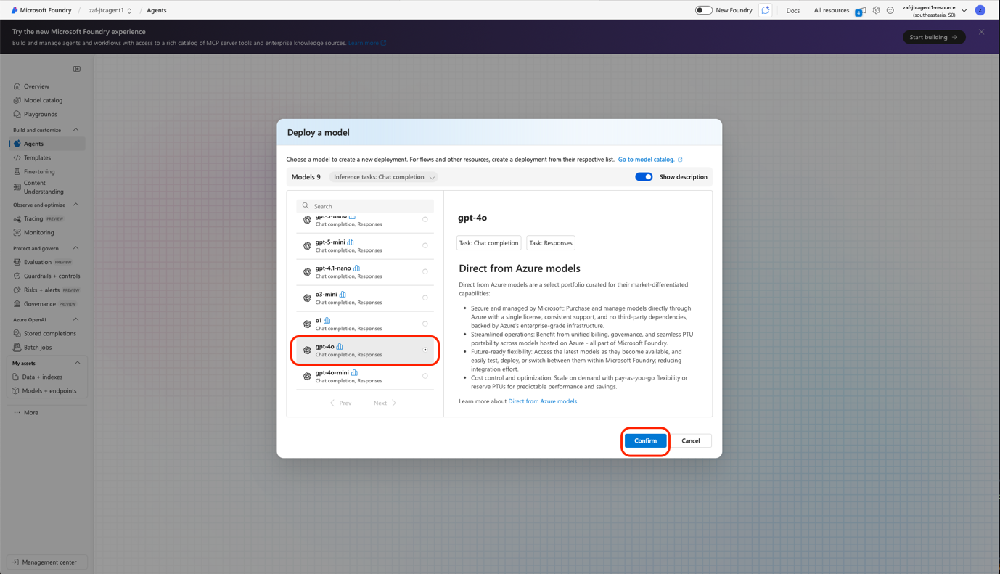 Microsoft Foundry / zaf-jtcagent1 / Agents
New Foundry
Docs
All resources
4
zaf-jtcagent1-resource
(southeastasia, S0)
Z
Try the new Microsoft Foundry experience
Build and manage agents and workflows with access to a rich catalog of MCP server tools and enterprise knowledge sources. Learn more
Start building
Overview
Model catalog
Playgrounds
Build and customize
Agents
Templates
Fine-tuning
Content
Understanding
Observe and optimize
Tracing PREVIEW
Monitoring
Protect and govern
Evaluation PREVIEW
Guardrails + controls
Risks + alerts PREVIEW
Governance PREVIEW
Azure OpenAI
Stored completions
Batch jobs
My assets
Data + indexes
Models + endpoints
More
Management center
Deploy a model
Choose a model to create a new deployment. For flows and other resources, create a deployment from their respective list. Go to model catalog.
Models 9
Inference tasks: Chat completion
Show description
Search
gpt-5-nano
Chat completion, Responses
gpt-5-mini
Chat completion, Responses
gpt-4.1-nano
Chat completion, Responses
o3-mini
Chat completion, Responses
o1
Chat completion, Responses
gpt-4o
Chat completion, Responses
gpt-4o-mini
Chat completion, Responses
Prev
Next
gpt-4o
Task: Chat completion
Task: Responses
Direct from Azure models
Direct from Azure models are a select portfolio curated for their market-differentiated
capabilities:
• Secure and managed by Microsoft: Purchase and manage models directly through
Azure with a single license, consistent support, and no third-party dependencies,
backed by Azure's enterprise-grade infrastructure.
• Streamlined operations: Benefit from unified billing, governance, and seamless PTU
portability across models hosted on Azure - all part of Microsoft Foundry.
• Future-ready flexibility: Access the latest models as they become available, and
easily test, deploy, or switch between them within Microsoft Foundry; reducing
integration effort.
• Cost control and optimization: Scale on demand with pay-as-you-go flexibility or
reserve PTUs for predictable performance and savings.
Learn more about Direct from Azure models.
Confirm
Cancel